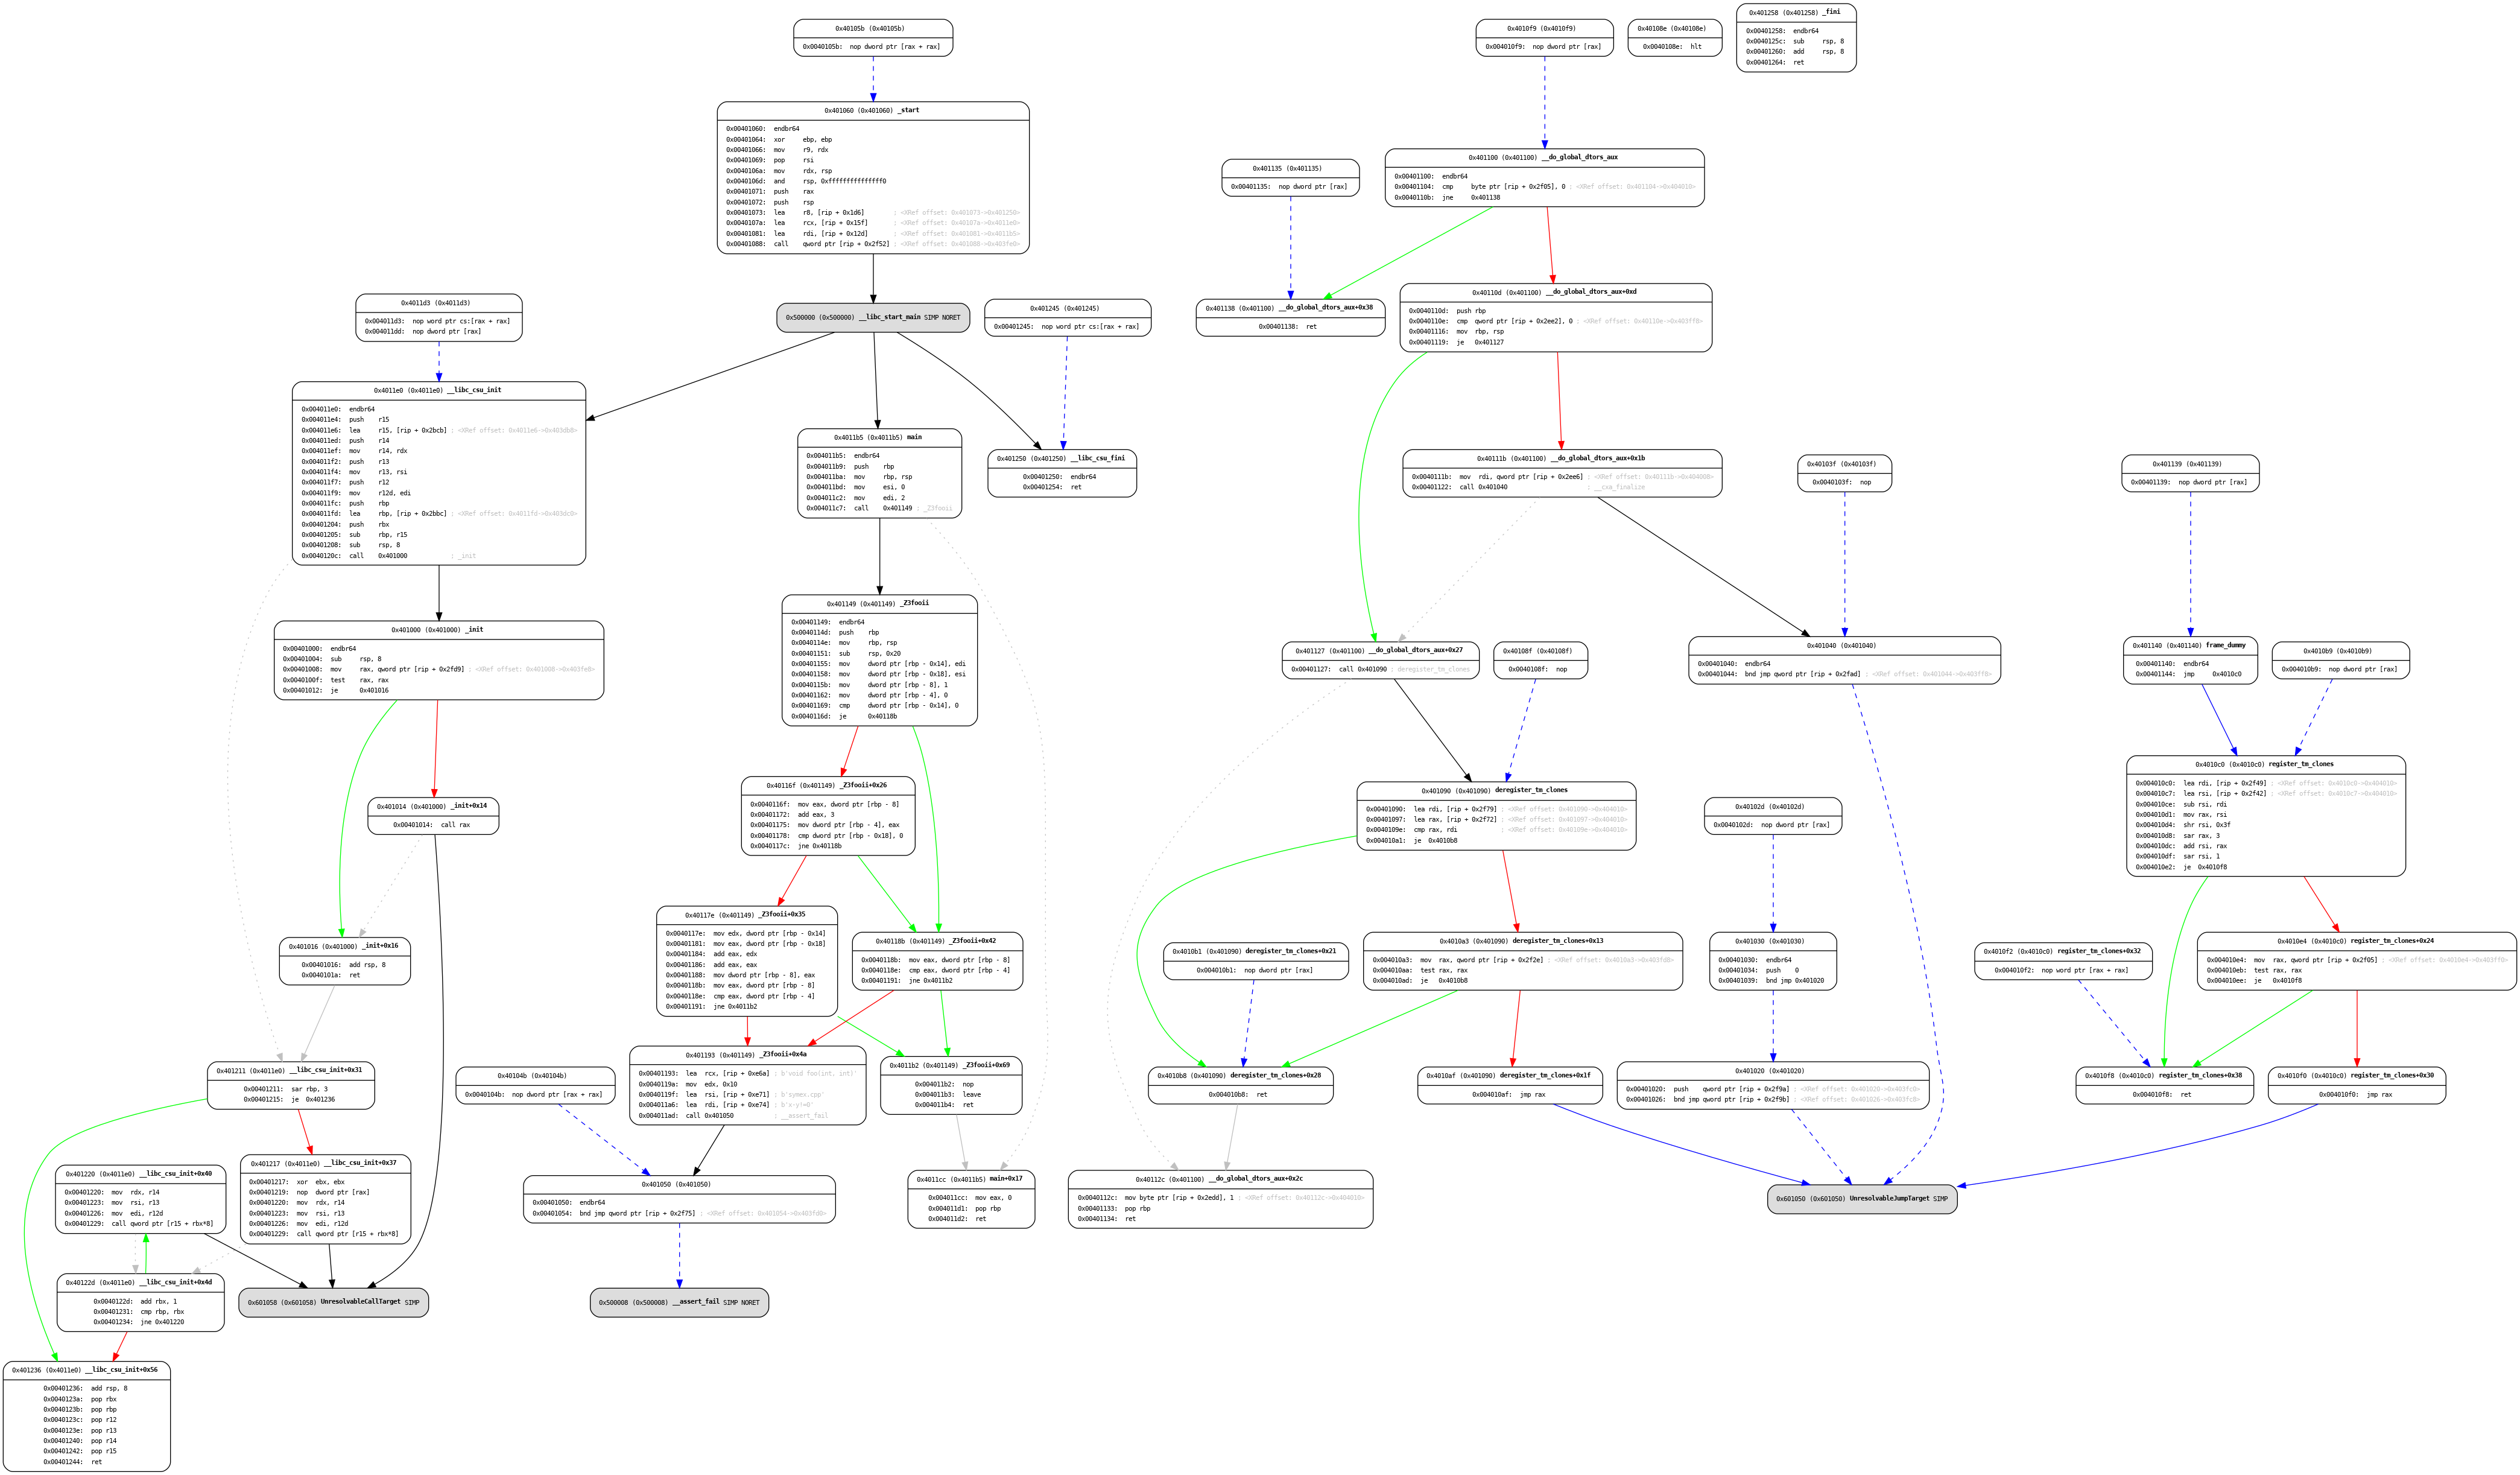 0x40105b (0x40105b)
0x0040105b: nop dword ptr [rax + rax]
0x4010f9 (0x4010f9)
0x004010f9: nop dword ptr [rax]
0x40108e (0x40108e)
0x0040108e: hlt
0x401258 (0x401258) _fini
0x00401258: endbr64
0x0040125c: sub rsp, 8
0x00401260: add rsp, 8
0x00401264: ret
0x401060 (0x401060) _start
0x00401060: endbr64
0x00401064: xor ebp, ebp
0x00401066: mov r9, rdx
0x00401069: pop rsi
0x0040106a: mov rdx, rsp
0x0040106d: and rsp, 0xfffffffffffffff0
0x00401071: push rax
0x00401072: push rsp
0x00401073: lea r8, [rip + 0x1d6] ; <XRef offset: 0x401073->0x401250>
0x0040107a: lea rcx, [rip + 0x15f] ; <XRef offset: 0x40107a->0x4011e0>
0x00401081: lea rdi, [rip + 0x12d] ; <XRef offset: 0x401081->0x4011b5>
0x00401088: call qword ptr [rip + 0x2f52] ; <XRef offset: 0x401088->0x403fe0>
0x401135 (0x401135)
0x00401135: nop dword ptr [rax]
0x401100 (0x401100) __do_global_dtors_aux
0x00401100: endbr64
0x00401104: cmp byte ptr [rip + 0x2f05], 0 ; <XRef offset: 0x401104->0x404010>
0x0040110b: jne 0x401138
0x4011d3 (0x4011d3)
0x004011d3: nop word ptr cs:[rax + rax]
0x004011dd: nop dword ptr [rax]
0x500000 (0x500000) __libc_start_main SIMP NORET
0x401245 (0x401245)
0x00401245: nop word ptr cs:[rax + rax]
0x401138 (0x401100) __do_global_dtors_aux+0x38
0x00401138: ret
0x40110d (0x401100) __do_global_dtors_aux+0xd
0x0040110d: push rbp
0x0040110e: cmp qword ptr [rip + 0x2ee2], 0 ; <XRef offset: 0x40110e->0x403ff8>
0x00401116: mov rbp, rsp
0x00401119: je 0x401127
0x4011e0 (0x4011e0) __libc_csu_init
0x004011e0: endbr64
0x004011e4: push r15
0x004011e6: lea r15, [rip + 0x2bcb] ; <XRef offset: 0x4011e6->0x403db8>
0x004011ed: push r14
0x004011ef: mov r14, rdx
0x004011f2: push r13
0x004011f4: mov r13, rsi
0x004011f7: push r12
0x004011f9: mov r12d, edi
0x004011fc: push rbp
0x004011fd: lea rbp, [rip + 0x2bbc] ; <XRef offset: 0x4011fd->0x403dc0>
0x00401204: push rbx
0x00401205: sub rbp, r15
0x00401208: sub rsp, 8
0x0040120c: call 0x401000 ; _init
0x4011b5 (0x4011b5) main
0x004011b5: endbr64
0x004011b9: push rbp
0x004011ba: mov rbp, rsp
0x004011bd: mov esi, 0
0x004011c2: mov edi, 2
0x004011c7: call 0x401149 ; _Z3fooii
0x401250 (0x401250) __libc_csu_fini
0x00401250: endbr64
0x00401254: ret
0x40111b (0x401100) __do_global_dtors_aux+0x1b
0x0040111b: mov rdi, qword ptr [rip + 0x2ee6] ; <XRef offset: 0x40111b->0x404008>
0x00401122: call 0x401040 ; __cxa_finalize
0x40103f (0x40103f)
0x0040103f: nop
0x401139 (0x401139)
0x00401139: nop dword ptr [rax]
0x401000 (0x401000) _init
0x00401000: endbr64
0x00401004: sub rsp, 8
0x00401008: mov rax, qword ptr [rip + 0x2fd9] ; <XRef offset: 0x401008->0x403fe8>
0x0040100f: test rax, rax
0x00401012: je 0x401016
0x401149 (0x401149) _Z3fooii
0x00401149: endbr64
0x0040114d: push rbp
0x0040114e: mov rbp, rsp
0x00401151: sub rsp, 0x20
0x00401155: mov dword ptr [rbp - 0x14], edi
0x00401158: mov dword ptr [rbp - 0x18], esi
0x0040115b: mov dword ptr [rbp - 8], 1
0x00401162: mov dword ptr [rbp - 4], 0
0x00401169: cmp dword ptr [rbp - 0x14], 0
0x0040116d: je 0x40118b
0x401127 (0x401100) __do_global_dtors_aux+0x27
0x00401127: call 0x401090 ; deregister_tm_clones
0x40108f (0x40108f)
0x0040108f: nop
0x401040 (0x401040)
0x00401040: endbr64
0x00401044: bnd jmp qword ptr [rip + 0x2fad] ; <XRef offset: 0x401044->0x403ff8>
0x401140 (0x401140) frame_dummy
0x00401140: endbr64
0x00401144: jmp 0x4010c0
0x4010b9 (0x4010b9)
0x004010b9: nop dword ptr [rax]
0x401014 (0x401000) _init+0x14
0x00401014: call rax
0x40116f (0x401149) _Z3fooii+0x26
0x0040116f: mov eax, dword ptr [rbp - 8]
0x00401172: add eax, 3
0x00401175: mov dword ptr [rbp - 4], eax
0x00401178: cmp dword ptr [rbp - 0x18], 0
0x0040117c: jne 0x40118b
0x401090 (0x401090) deregister_tm_clones
0x00401090: lea rdi, [rip + 0x2f79] ; <XRef offset: 0x401090->0x404010>
0x00401097: lea rax, [rip + 0x2f72] ; <XRef offset: 0x401097->0x404010>
0x0040109e: cmp rax, rdi ; <XRef offset: 0x40109e->0x404010>
0x004010a1: je 0x4010b8
0x40102d (0x40102d)
0x0040102d: nop dword ptr [rax]
0x4010c0 (0x4010c0) register_tm_clones
0x004010c0: lea rdi, [rip + 0x2f49] ; <XRef offset: 0x4010c0->0x404010>
0x004010c7: lea rsi, [rip + 0x2f42] ; <XRef offset: 0x4010c7->0x404010>
0x004010ce: sub rsi, rdi
0x004010d1: mov rax, rsi
0x004010d4: shr rsi, 0x3f
0x004010d8: sar rax, 3
0x004010dc: add rsi, rax
0x004010df: sar rsi, 1
0x004010e2: je 0x4010f8
0x401016 (0x401000) _init+0x16
0x00401016: add rsp, 8
0x0040101a: ret
0x40117e (0x401149) _Z3fooii+0x35
0x0040117e: mov edx, dword ptr [rbp - 0x14]
0x00401181: mov eax, dword ptr [rbp - 0x18]
0x00401184: add eax, edx
0x00401186: add eax, eax
0x00401188: mov dword ptr [rbp - 8], eax
0x0040118b: mov eax, dword ptr [rbp - 8]
0x0040118e: cmp eax, dword ptr [rbp - 4]
0x00401191: jne 0x4011b2
0x40118b (0x401149) _Z3fooii+0x42
0x0040118b: mov eax, dword ptr [rbp - 8]
0x0040118e: cmp eax, dword ptr [rbp - 4]
0x00401191: jne 0x4011b2
0x4010b1 (0x401090) deregister_tm_clones+0x21
0x004010b1: nop dword ptr [rax]
0x4010a3 (0x401090) deregister_tm_clones+0x13
0x004010a3: mov rax, qword ptr [rip + 0x2f2e] ; <XRef offset: 0x4010a3->0x403fd8>
0x004010aa: test rax, rax
0x004010ad: je 0x4010b8
0x401030 (0x401030)
0x00401030: endbr64
0x00401034: push 0
0x00401039: bnd jmp 0x401020
0x4010f2 (0x4010c0) register_tm_clones+0x32
0x004010f2: nop word ptr [rax + rax]
0x4010e4 (0x4010c0) register_tm_clones+0x24
0x004010e4: mov rax, qword ptr [rip + 0x2f05] ; <XRef offset: 0x4010e4->0x403ff0>
0x004010eb: test rax, rax
0x004010ee: je 0x4010f8
0x401211 (0x4011e0) __libc_csu_init+0x31
0x00401211: sar rbp, 3
0x00401215: je 0x401236
0x40104b (0x40104b)
0x0040104b: nop dword ptr [rax + rax]
0x401193 (0x401149) _Z3fooii+0x4a
0x00401193: lea rcx, [rip + 0xe6a] ; b'void foo(int, int)'
0x0040119a: mov edx, 0x10
0x0040119f: lea rsi, [rip + 0xe71] ; b'symex.cpp'
0x004011a6: lea rdi, [rip + 0xe74] ; b'x-y!=0'
0x004011ad: call 0x401050 ; __assert_fail
0x4011b2 (0x401149) _Z3fooii+0x69
0x004011b2: nop
0x004011b3: leave
0x004011b4: ret
0x4010b8 (0x401090) deregister_tm_clones+0x28
0x004010b8: ret
0x4010af (0x401090) deregister_tm_clones+0x1f
0x004010af: jmp rax
0x401020 (0x401020)
0x00401020: push qword ptr [rip + 0x2f9a] ; <XRef offset: 0x401020->0x403fc0>
0x00401026: bnd jmp qword ptr [rip + 0x2f9b] ; <XRef offset: 0x401026->0x403fc8>
0x4010f8 (0x4010c0) register_tm_clones+0x38
0x004010f8: ret
0x4010f0 (0x4010c0) register_tm_clones+0x30
0x004010f0: jmp rax
0x401220 (0x4011e0) __libc_csu_init+0x40
0x00401220: mov rdx, r14
0x00401223: mov rsi, r13
0x00401226: mov edi, r12d
0x00401229: call qword ptr [r15 + rbx*8]
0x401217 (0x4011e0) __libc_csu_init+0x37
0x00401217: xor ebx, ebx
0x00401219: nop dword ptr [rax]
0x00401220: mov rdx, r14
0x00401223: mov rsi, r13
0x00401226: mov edi, r12d
0x00401229: call qword ptr [r15 + rbx*8]
0x401050 (0x401050)
0x00401050: endbr64
0x00401054: bnd jmp qword ptr [rip + 0x2f75] ; <XRef offset: 0x401054->0x403fd0>
0x4011cc (0x4011b5) main+0x17
0x004011cc: mov eax, 0
0x004011d1: pop rbp
0x004011d2: ret
0x40112c (0x401100) __do_global_dtors_aux+0x2c
0x0040112c: mov byte ptr [rip + 0x2edd], 1 ; <XRef offset: 0x40112c->0x404010>
0x00401133: pop rbp
0x00401134: ret
0x601050 (0x601050) UnresolvableJumpTarget SIMP
0x40122d (0x4011e0) __libc_csu_init+0x4d
0x0040122d: add rbx, 1
0x00401231: cmp rbp, rbx
0x00401234: jne 0x401220
0x601058 (0x601058) UnresolvableCallTarget SIMP
0x500008 (0x500008) __assert_fail SIMP NORET
0x401236 (0x4011e0) __libc_csu_init+0x56
0x00401236: add rsp, 8
0x0040123a: pop rbx
0x0040123b: pop rbp
0x0040123c: pop r12
0x0040123e: pop r13
0x00401240: pop r14
0x00401242: pop r15
0x00401244: ret